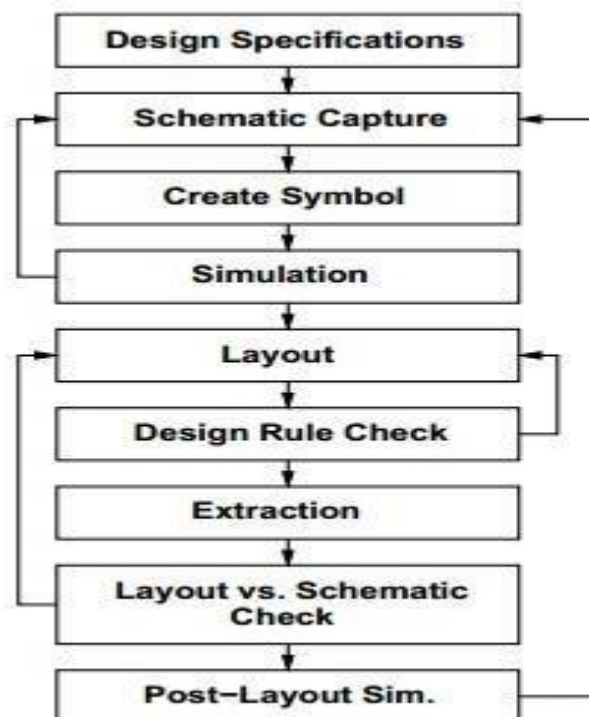 Design Specifications
Schematic Capture
Create Symbol
Simulation
Layout
Design Rule Check
Extraction
Layout vs. Schematic
Check
Post-Layout Sim.